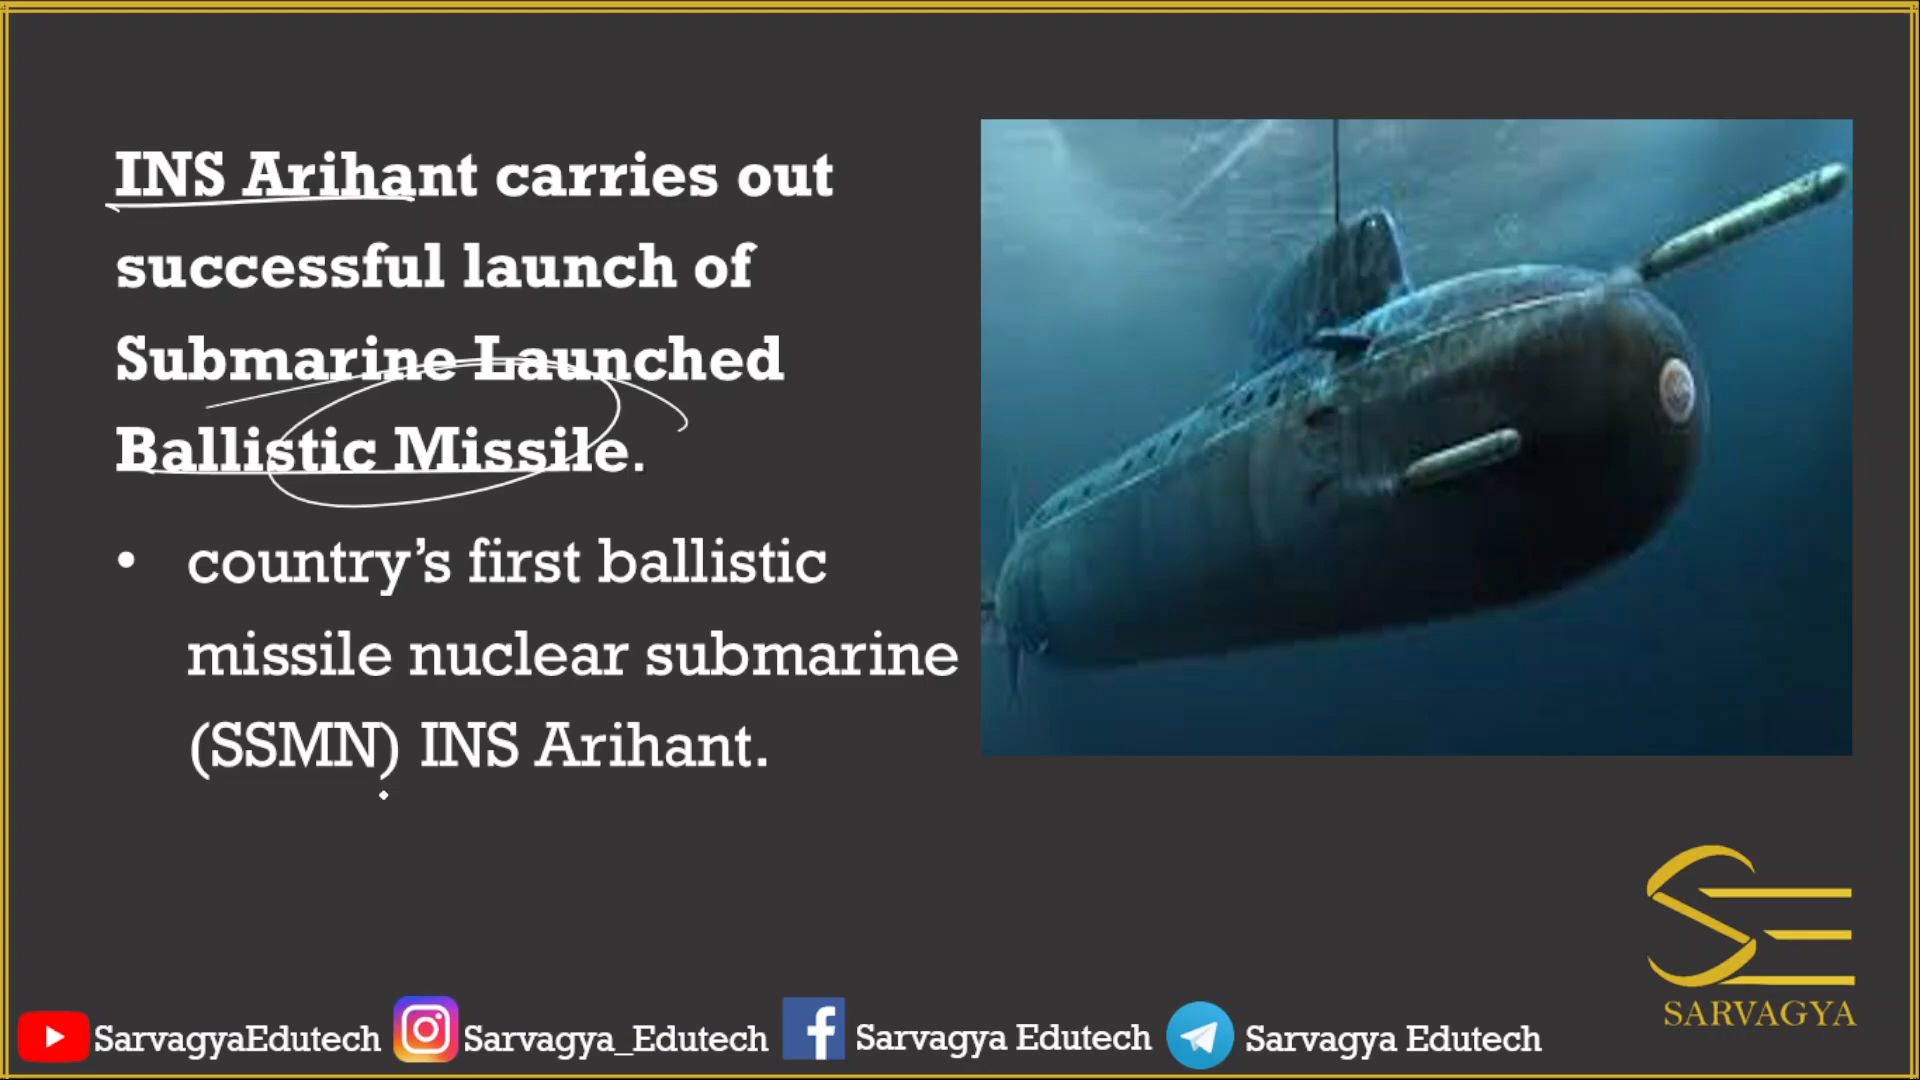 INS Arihant carries out
successful launch of
Submarine Launched
Ballistic Missile.
• country’s first ballistic
missile nuclear submarine
(SSMN) INS Arihant.
SARVAGYA
SarvagyaEdutech Sarvagya_Edutech Sarvagya Edutech Sarvagya Edutech